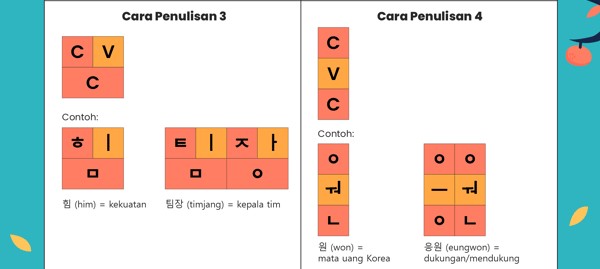 Cara Penulisan 3
C V
C
Contoh:
ㅎ ㅣ
ㅁ
힘 (him) = kekuatan
ㅌ ㅣ ㅈ ㅏ
ㅁ ㅇ
팀장 (timjang) = kepala tim
Cara Penulisan 4
C
V
C
Contoh:
ㅇ
ㅝ
ㄴ
원 (won) =
mata uang Korea
ㅇ ㅇ
ㅡ ㅝ
ㅇ ㄴ
응원 (eungwon) =
dukungan/mendukung